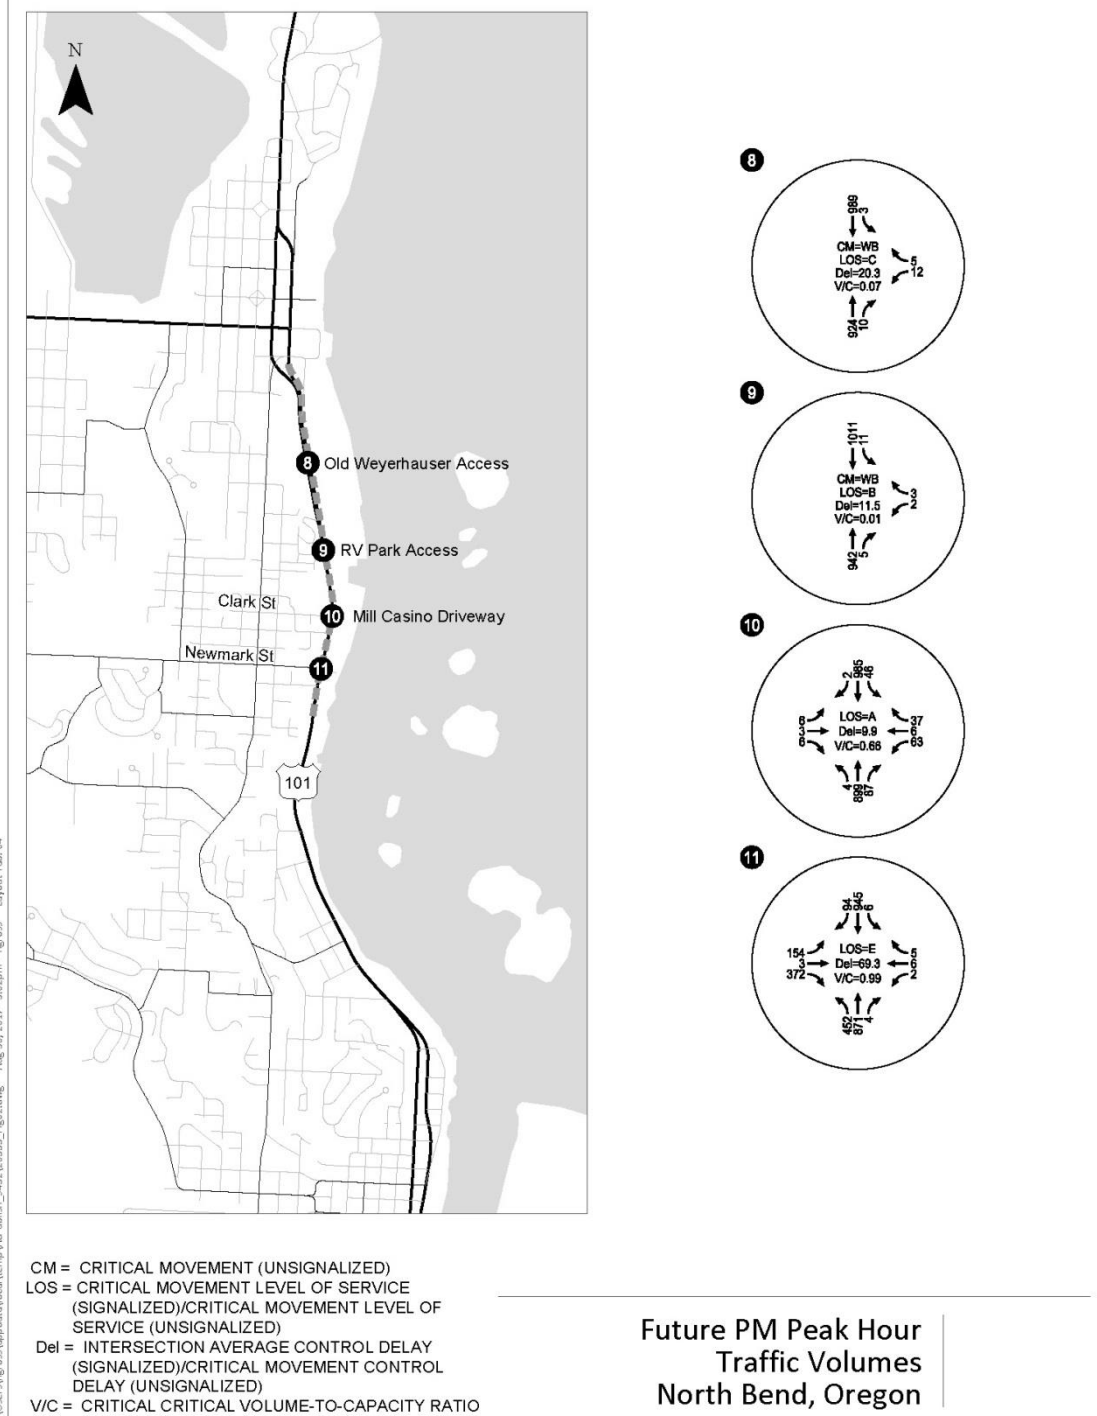 N
8 Old Weyerhauser Access
9 RV Park Access
Clark St
10 Mill Casino Driveway
Newmark St
11
101
8
989 3
CM=WB
LOS=C
Del=20.3
V/C=0.07
5
12
924 10
9
1011 11
CM=WB
LOS=B
Del=11.5
V/C=0.01
3
2
942 5
10
2 985 46
6
3
6
LOS=A
Del=9.9
V/C=0.66
37
6
63
4 899 87
11
94 945 6
154
3
372
LOS=E
Del=69.3
V/C=0.99
5
6
2
452 871 4
CM = CRITICAL MOVEMENT (UNSIGNALIZED)
LOS = CRITICAL MOVEMENT LEVEL OF SERVICE
(SIGNALIZED)/CRITICAL MOVEMENT LEVEL OF
SERVICE (UNSIGNALIZED)
Del = INTERSECTION AVERAGE CONTROL DELAY
(SIGNALIZED)/CRITICAL MOVEMENT CONTROL
DELAY (UNSIGNALIZED)
V/C = CRITICAL CRITICAL VOLUME-TO-CAPACITY RATIO
Future PM Peak Hour
Traffic Volumes
North Bend, Oregon